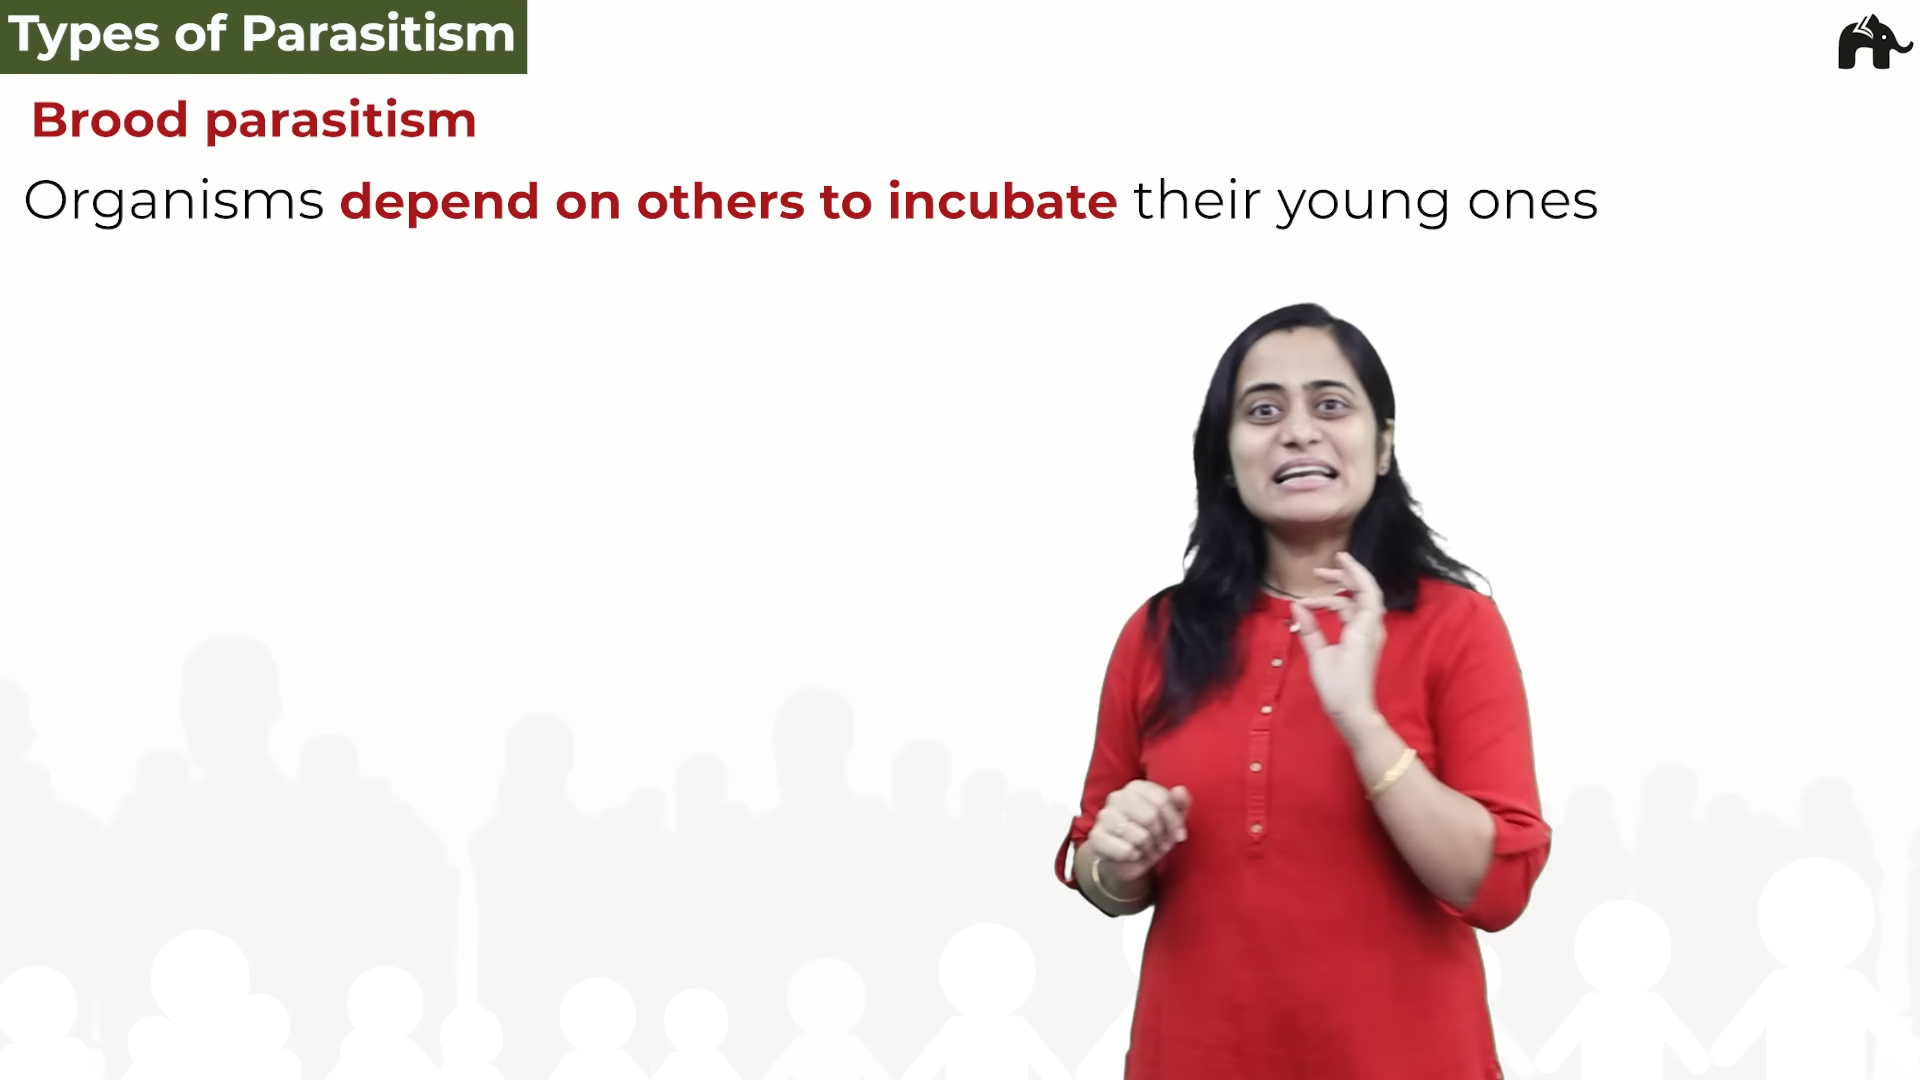 Types of Parasitism
Brood parasitism
Organisms depend on others to incubate their young ones